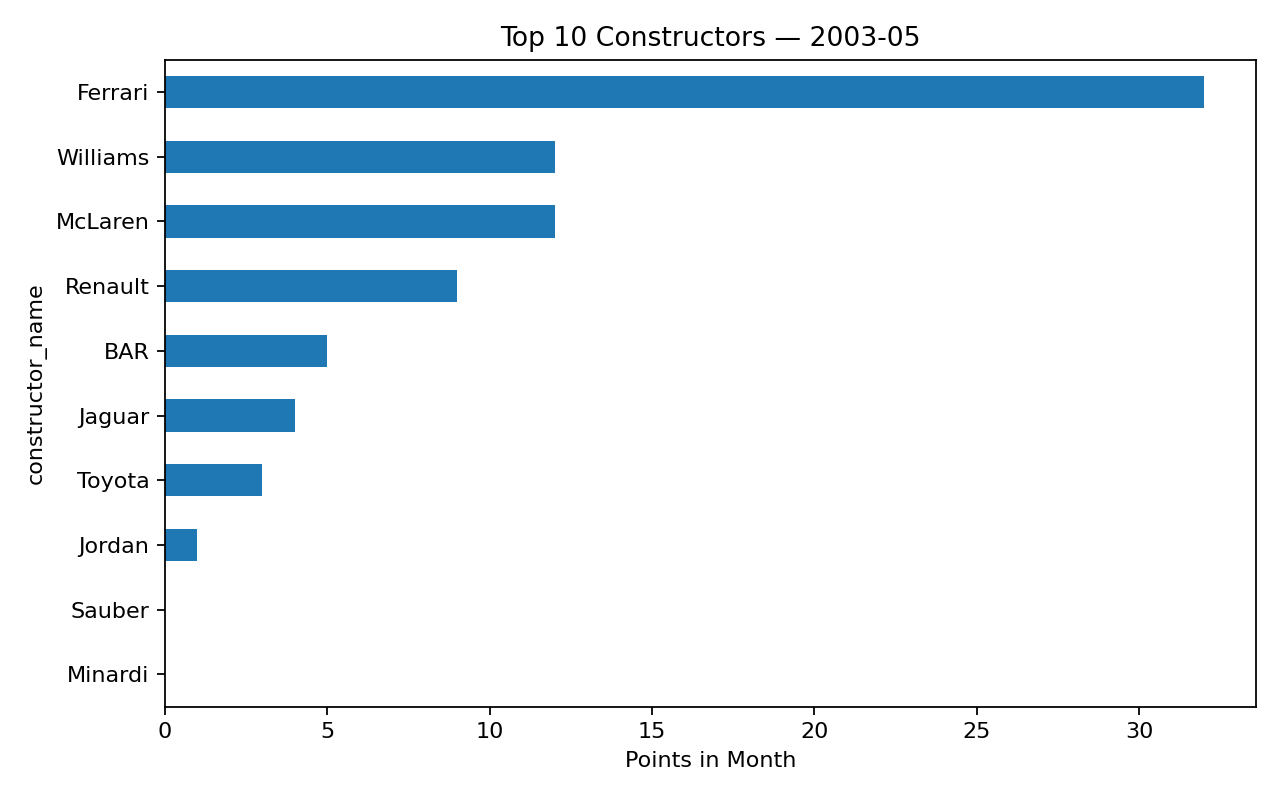 Top 10 Constructors — 2003-05
constructor_name
Ferrari
Williams
McLaren
Renault
BAR
Jaguar
Toyota
Jordan
Sauber
Minardi
0 5 10 15 20 25 30
Points in Month